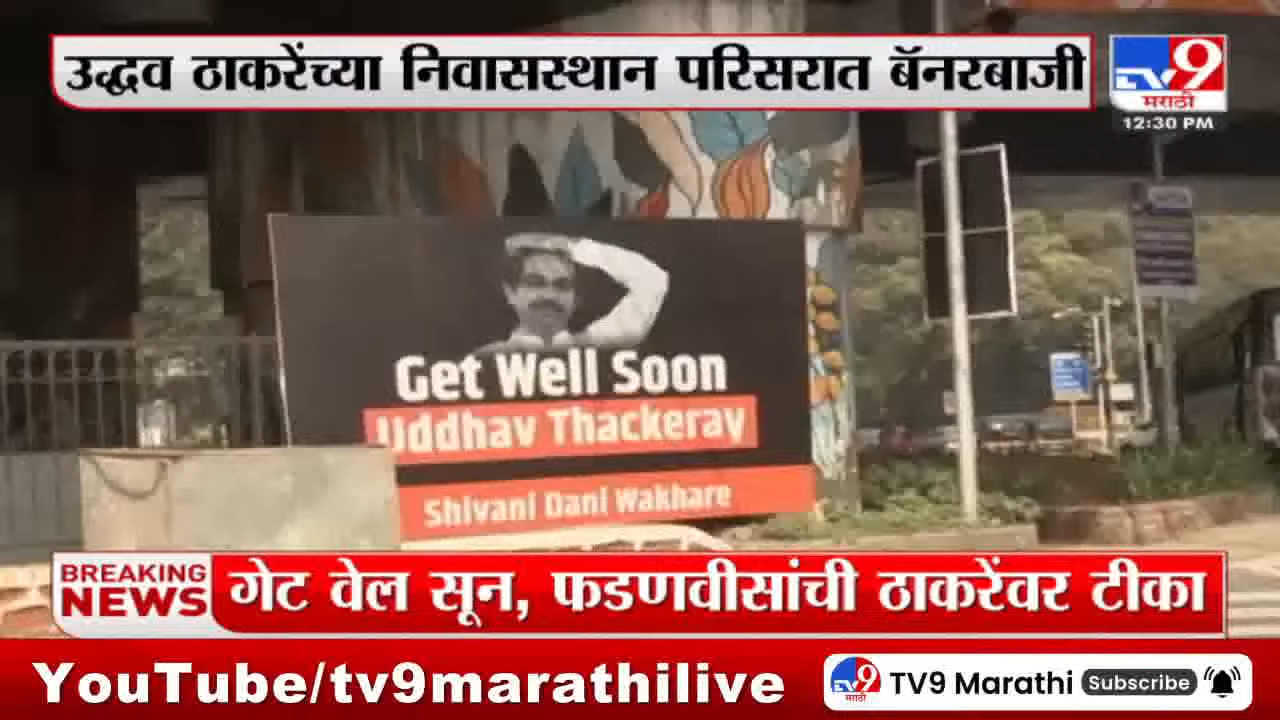 उद्धव ठाकरेंच्या निवासस्थान परिसरात बॅनरबाजी
TV9
मराठी
12:30 PM
Get Well Soon
Uddhav Thackeray
Shivani Dani Wakhare
BREAKING NEWS
गेट वेल सून, फडणवीसांची ठाकरेंवर टीका
YouTube/tv9marathilive
TV9 मराठी
TV9 Marathi
Subscribe